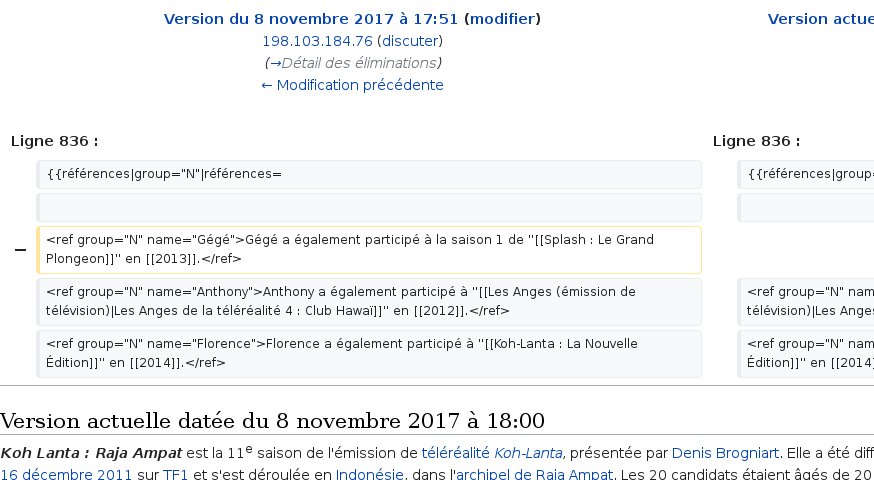 Version du 8 novembre 2017 à 17:51 (modifier)
Version actue
198.103.184.76 (discuter)
(→Détail des éliminations)
← Modification précédente
Ligne 836 :
Ligne 836 :
{{références|group="N"|références=
{{références|group=
− <ref group="N" name="Gégé">Gégé a également participé à la saison 1 de ''[[Splash : Le Grand
Plongeon]]'' en [[2013]].</ref>
<ref group="N" name="Anthony">Anthony a également participé à ''[[Les Anges (émission de
télévision)|Les Anges de la téléréalité 4 : Club Hawaï]]'' en [[2012]].</ref>
<ref group="N" nam
télévision)|Les Anges
<ref group="N" name="Florence">Florence a également participé à ''[[Koh-Lanta : La Nouvelle
Édition]]'' en [[2014]].</ref>
<ref group="N" nam
Édition]]'' en [[2014]
Version actuelle datée du 8 novembre 2017 à 18:00
Koh Lanta : Raja Ampat est la 11e saison de l'émission de téléréalité Koh-Lanta, présentée par Denis Brogniart. Elle a été diff
16 décembre 2011 sur TF1 et s'est déroulée en Indonésie, dans l'archipel de Raja Ampat. Les 20 candidats étaient âgés de 20